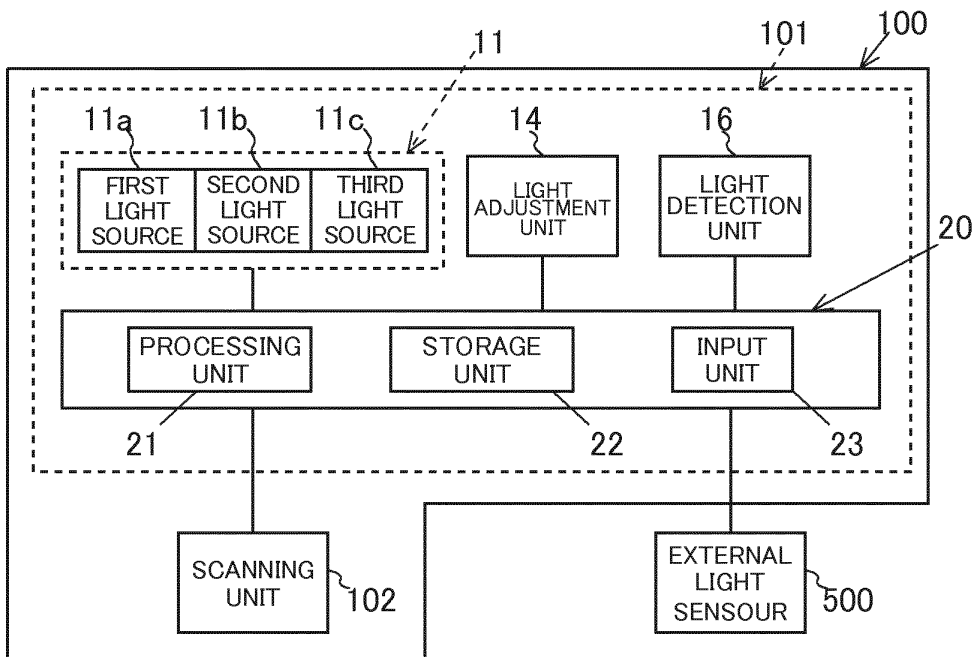 100
101
11
11a 11b 11c 14 16
FIRST
LIGHT
SOURCE
SECOND
LIGHT
SOURCE
THIRD
LIGHT
SOURCE
LIGHT
ADJUSTMENT
UNIT
LIGHT
DETECTION
UNIT
20
PROCESSING
UNIT
STORAGE
UNIT
INPUT
UNIT
21 22 23
SCANNING
UNIT
102
EXTERNAL
LIGHT
SENSOUR
500